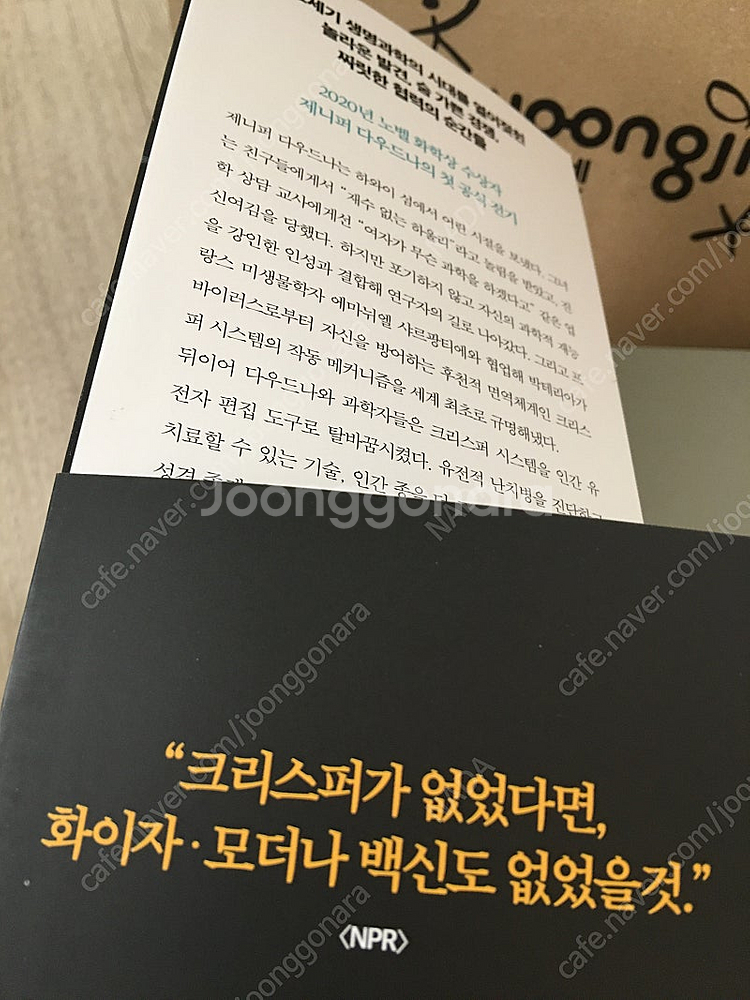 생명과학의 시대를 열어젖힌
놀라운 발견, 숨 가쁜 경쟁,
짜릿한 협력의 순간들
2020년 노벨 화학상 수상자
제니퍼 다우드나의 첫 공식 전기
제니퍼 다우드나는 하와이 섬에서 어린 시절을 보냈다. 그녀
는 친구들에게서 “재수 없는 하울리”라고 놀림을 받았고, 진
학 상담 교사에게선 “여자가 무슨 과학을 하겠다고” 같은 업
신여김을 당했다. 하지만 포기하지 않고 자신의 과학적 재능
을 강인한 인성과 결합해 연구자의 길로 나아갔다. 그리고 프
랑스 미생물학자 에마뉘엘 샤르팡티에와 협업해 박테리아가
바이러스로부터 자신을 방어하는 후천적 면역체계인 크리스
퍼 시스템의 작동 메커니즘을 세계 최초로 규명해냈다.
뒤이어 다우드나와 과학자들은 크리스퍼 시스템을 인간 유
전자 편집 도구로 탈바꿈시켰다. 유전적 난치병을 진단하고
치료할 수 있는 기술, 인간 종을
Joonggonara
“크리스퍼가 없었다면,
화이자·모더나 백신도 없었을 것.”
〈NPR〉
joongji
cafe.naver.com/joonggonara